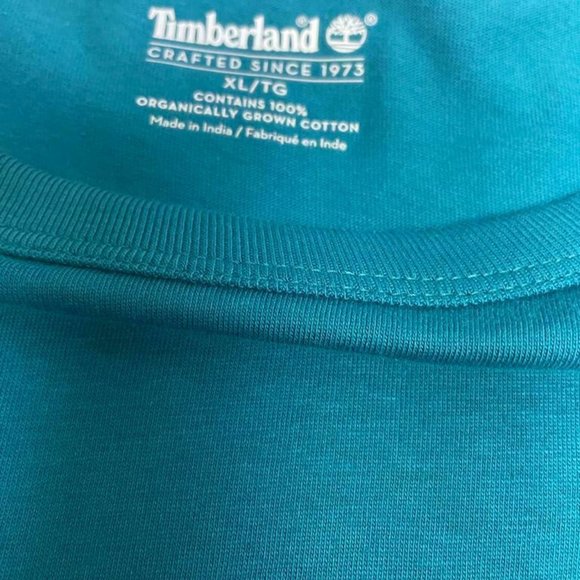 Timberland®
CRAFTED SINCE 1973
XL/TG
CONTAINS 100%
ORGANICALLY GROWN COTTON
Made in India / Fabriqué en Inde